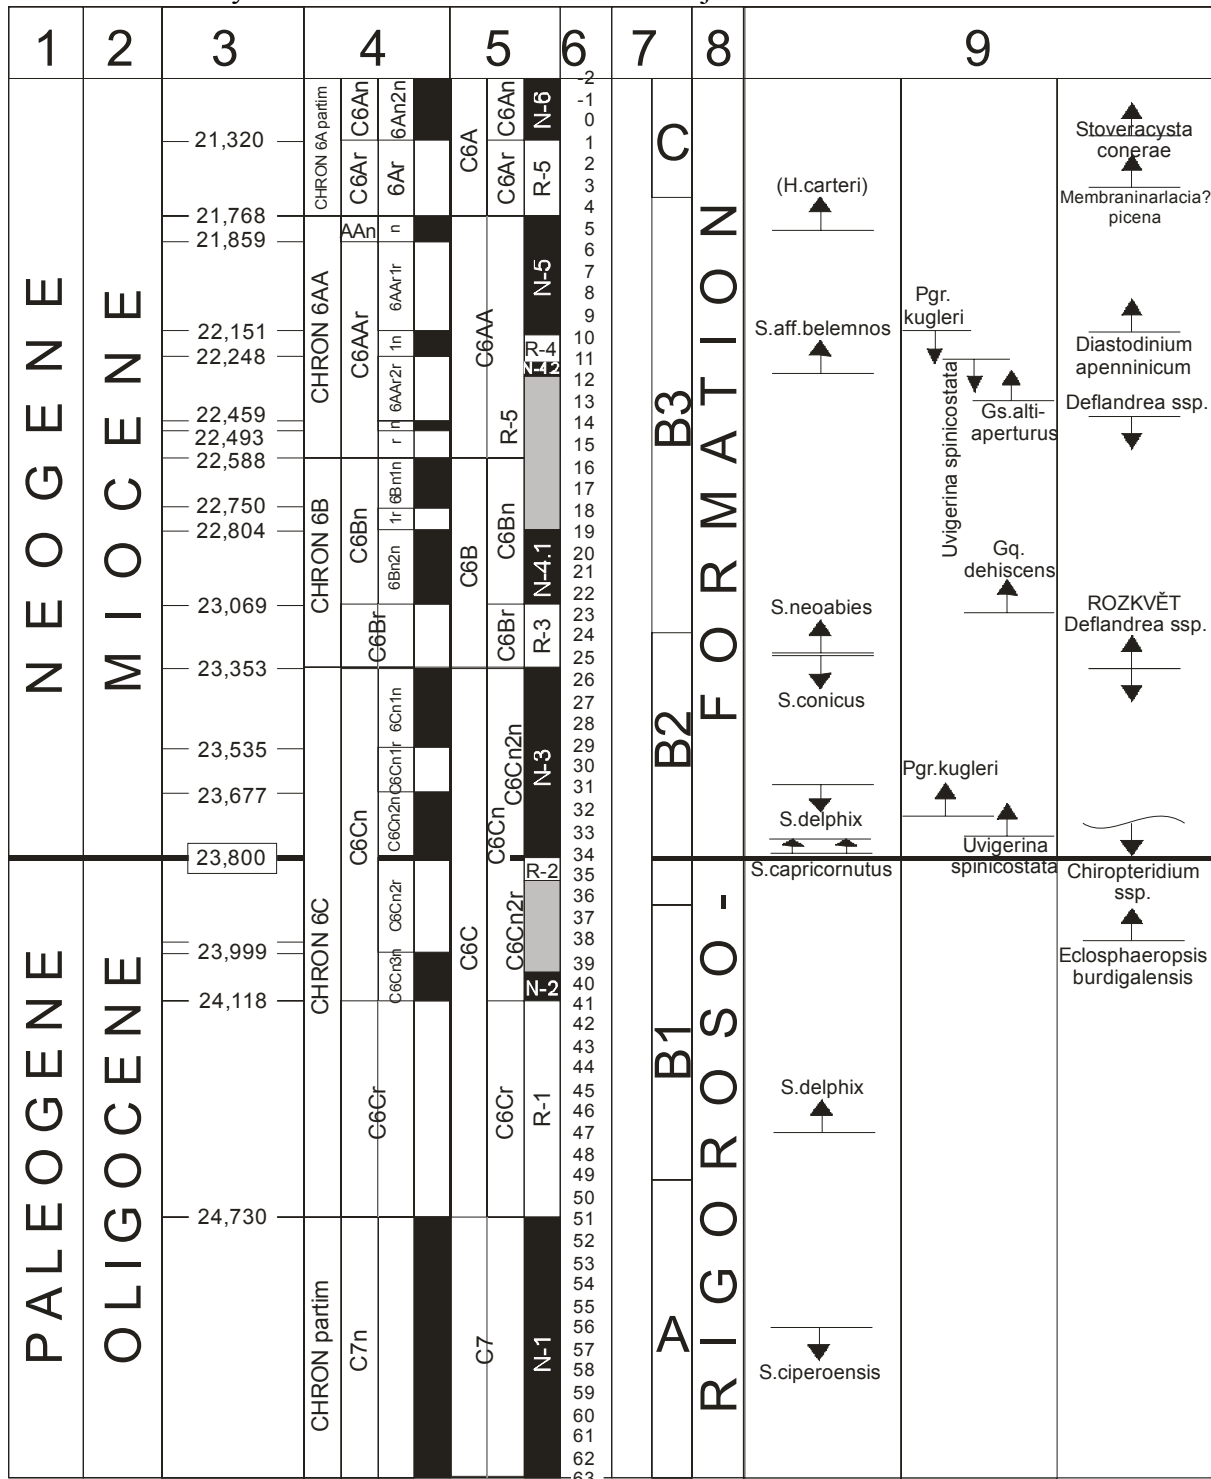 1 2 3 4 5 6 7 8 9
NEOGENE
PALEOGENE
MIOCENE
OLIGOCENE
21,320
21,768
21,859
22,151
22,248
22,459
22,493
22,588
22,750
22,804
23,069
23,353
23,535
23,677
23,800
23,999
24,118
24,730
CHRON 6A partim
CHRON 6AA
CHRON 6B
CHRON 6C
CHRON partim
C6An
C6Ar
AAn
C6AAr
C6Bn
C6Br
C6Cn
C6Cr
C7n
6An2n
6Ar
n
6AAr1r
1n
6AAr2r
n
r
6Bn1n
1r
6Bn2n
6Cn1n
C6Cn1r
C6Cn2n
C6Cn2r
C6Cn3n
C6A
C6AA
C6B
C6C
C7
C6An
C6Ar
C6Bn
C6Br
C6Cn
C6Cn2n
C6Cn2r
C6Cr
N-6
R-5
N-5
R-4
N-4.2
R-5
N-4.1
R-3
N-3
R-2
N-2
R-1
N-1
-2
-1
0
1
2
3
4
5
6
7
8
9
10
11
12
13
14
15
16
17
18
19
20
21
22
23
24
25
26
27
28
29
30
31
32
33
34
35
36
37
38
39
40
41
42
43
44
45
46
47
48
49
50
51
52
53
54
55
56
57
58
59
60
61
62
63
C
B3
B2
B1
A
RIGOROSO-
FORMATION
(H.carteri)
S.aff.belemnos
S.neoabies
S.conicus
S.delphix
S.capricornutus
S.delphix
S.ciperoensis
Pgr.
kugleri
Uvigerina spinicostata
Gs.alti-
aperturus
Gq.
dehiscens
Pgr.kugleri
Uvigerina
spinicostata
Stoveracysta
conerae
Membraninarlacia?
picena
Diastodinium
apenninicum
Deflandrea ssp.
ROZKVĚT
Deflandrea ssp.
Chiropteridium
ssp.
Eclosphaeropsis
burdigalensis